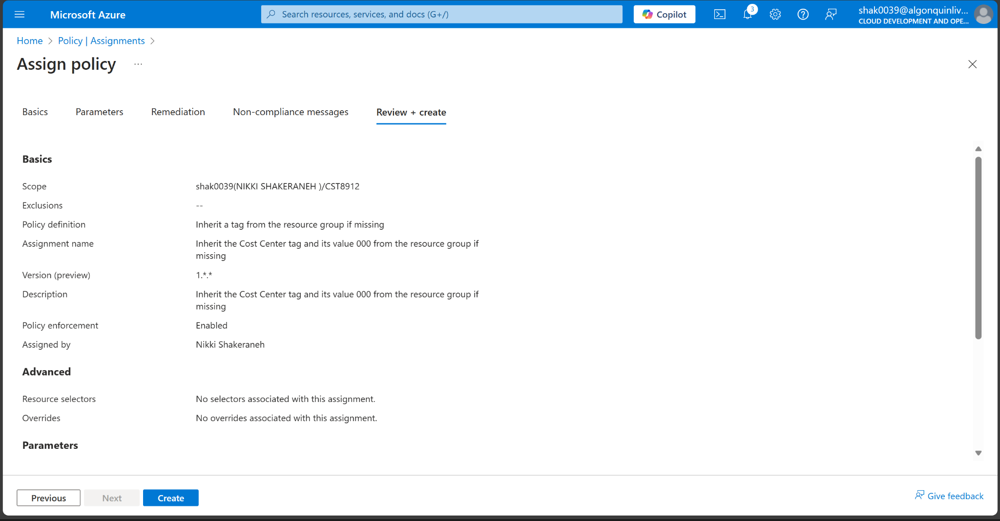 Microsoft Azure
Search resources, services, and docs (G+/)
Copilot
3
shak0039@algonquinliv...
CLOUD DEVELOPMENT AND OPE...
Home > Policy | Assignments >
Assign policy ...
Basics
Parameters
Remediation
Non-compliance messages
Review + create
Basics
Scope
shak0039(NIKKI SHAKERANEH )/CST8912
Exclusions
--
Policy definition
Inherit a tag from the resource group if missing
Assignment name
Inherit the Cost Center tag and its value 000 from the resource group if
missing
Version (preview)
1.*.*
Description
Inherit the Cost Center tag and its value 000 from the resource group if
missing
Policy enforcement
Enabled
Assigned by
Nikki Shakeraneh
Advanced
Resource selectors
No selectors associated with this assignment.
Overrides
No overrides associated with this assignment.
Parameters
Previous
Next
Create
Give feedback